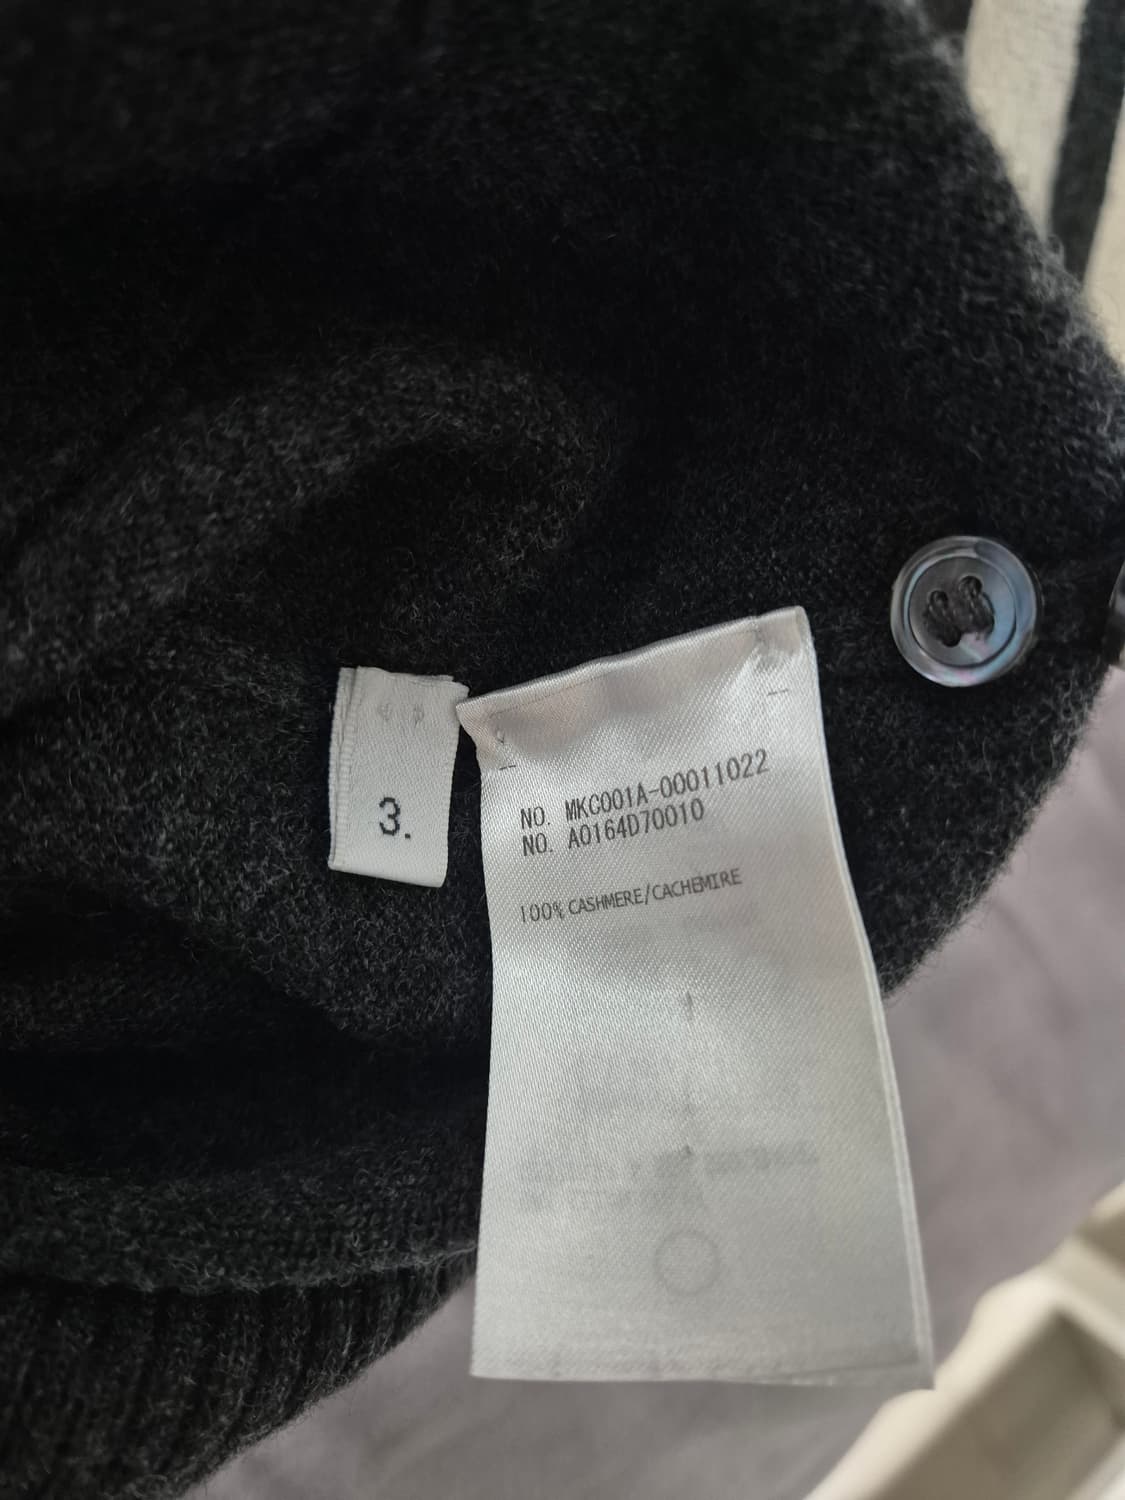 3.
NO. MKC001A-00011022
NO. A0164D70010
100% CASHMERE/CACHEMIRE